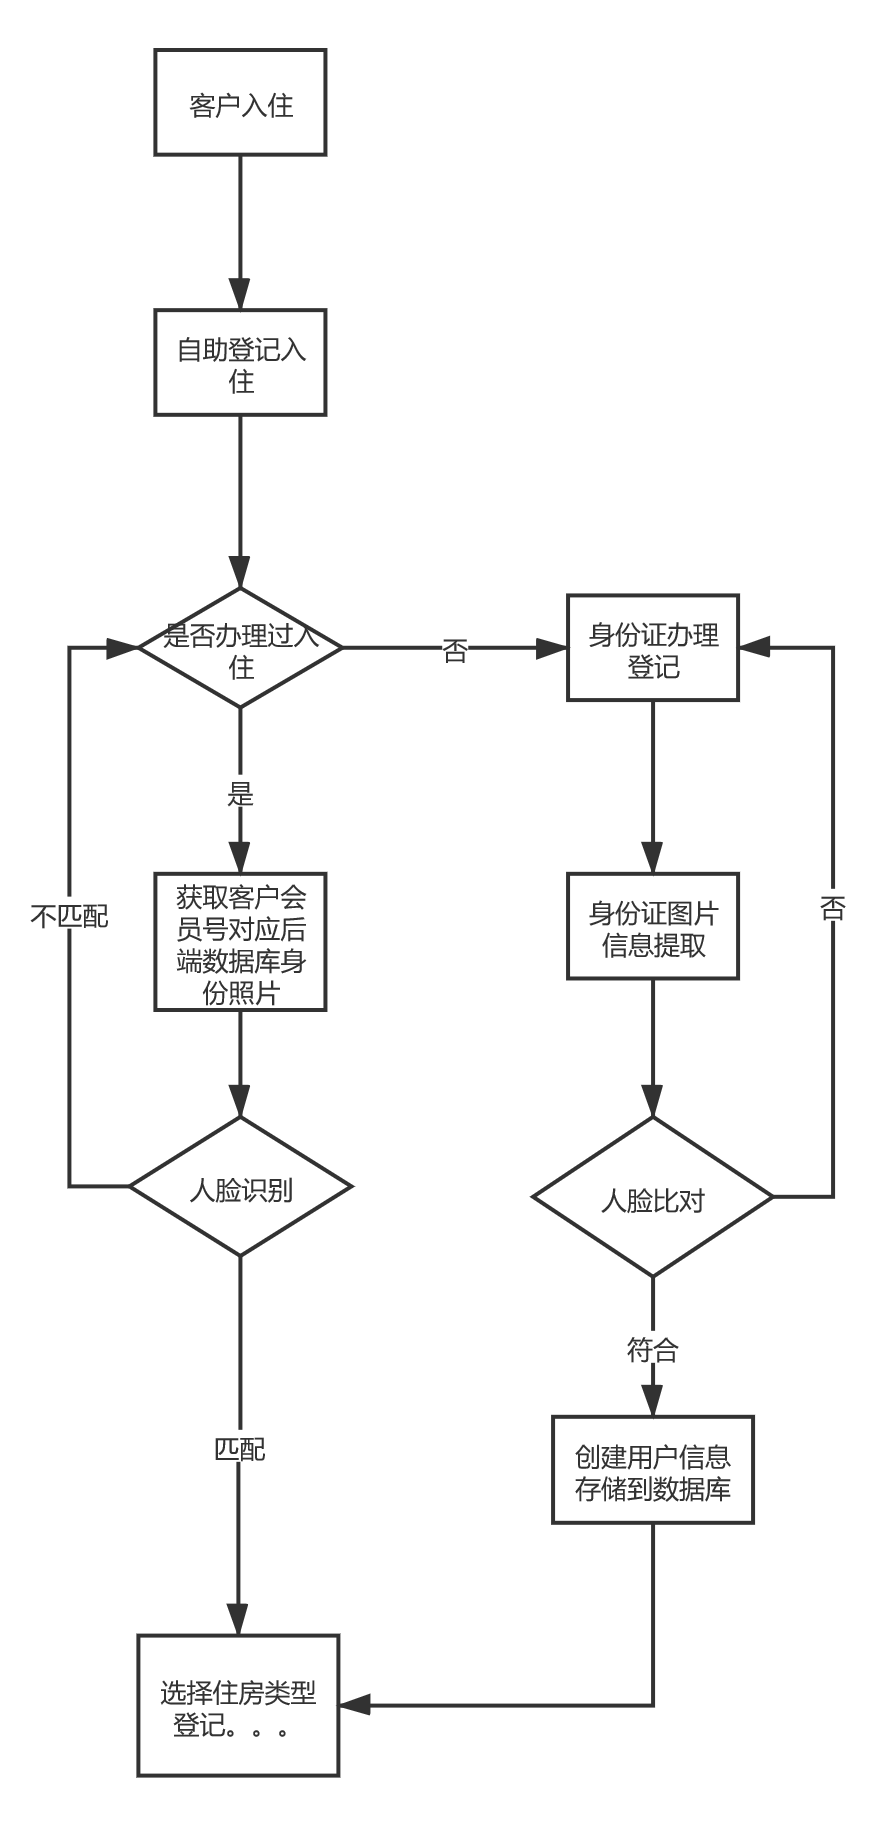 客户入住
自助登记入
住
是否办理过入
住
否
身份证办理
登记
是
获取客户会
员号对应后
端数据库身
份照片
身份证图片
信息提取
不匹配
否
人脸识别
人脸比对
符合
匹配
创建用户信息
存储到数据库
选择住房类型
登记。。。